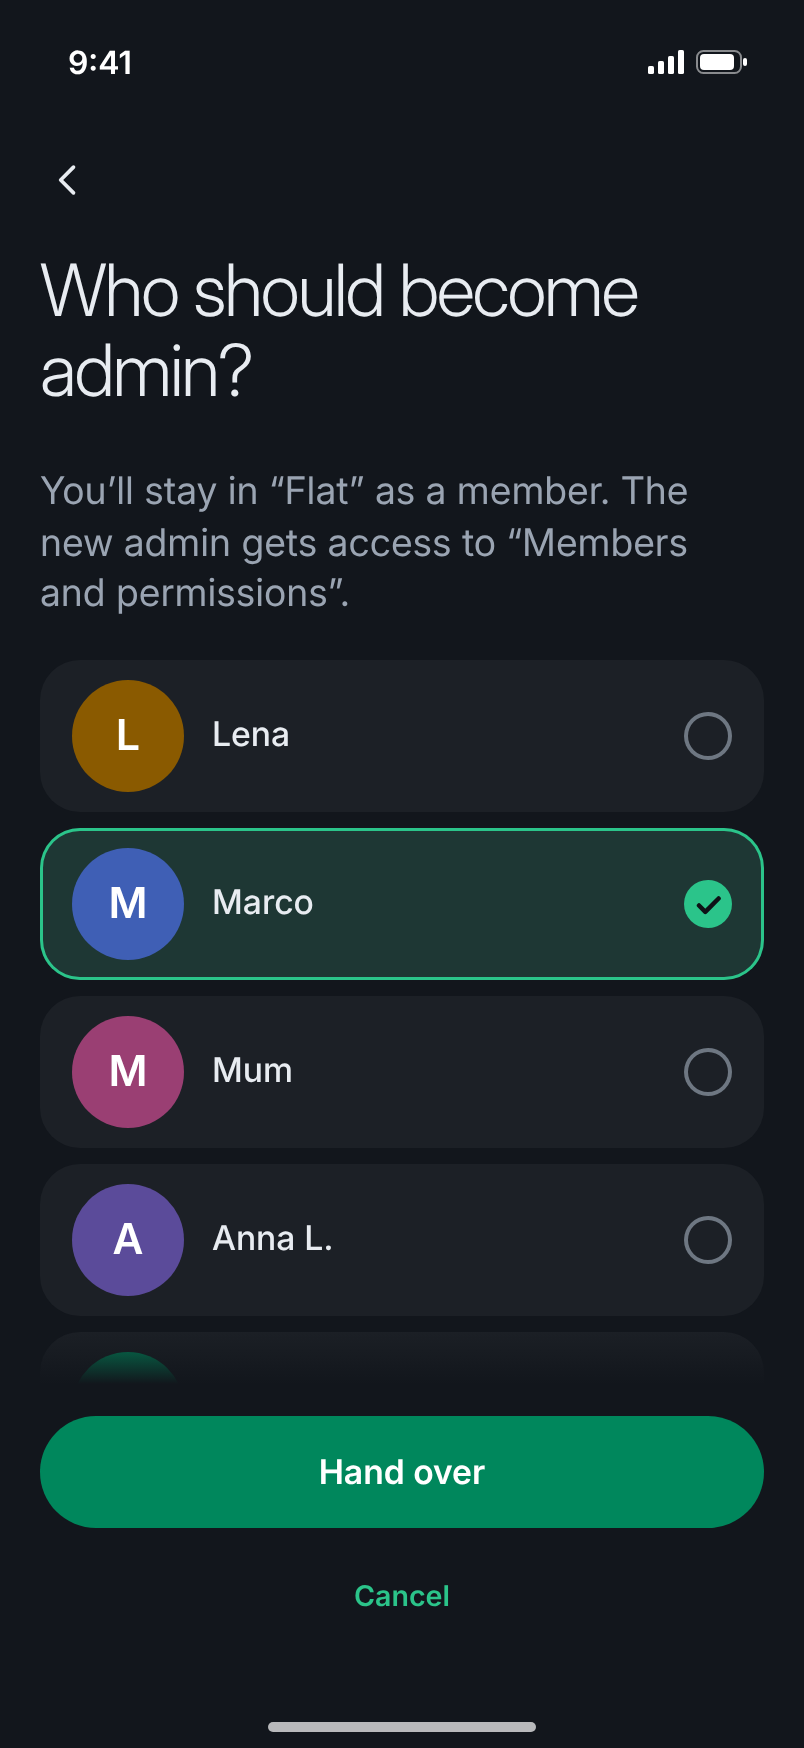 9:41
Who should become
admin?
You’ll stay in “Flat” as a member. The
new admin gets access to “Members
and permissions”.
L Lena
M Marco
M Mum
A Anna L.
Hand over
Cancel